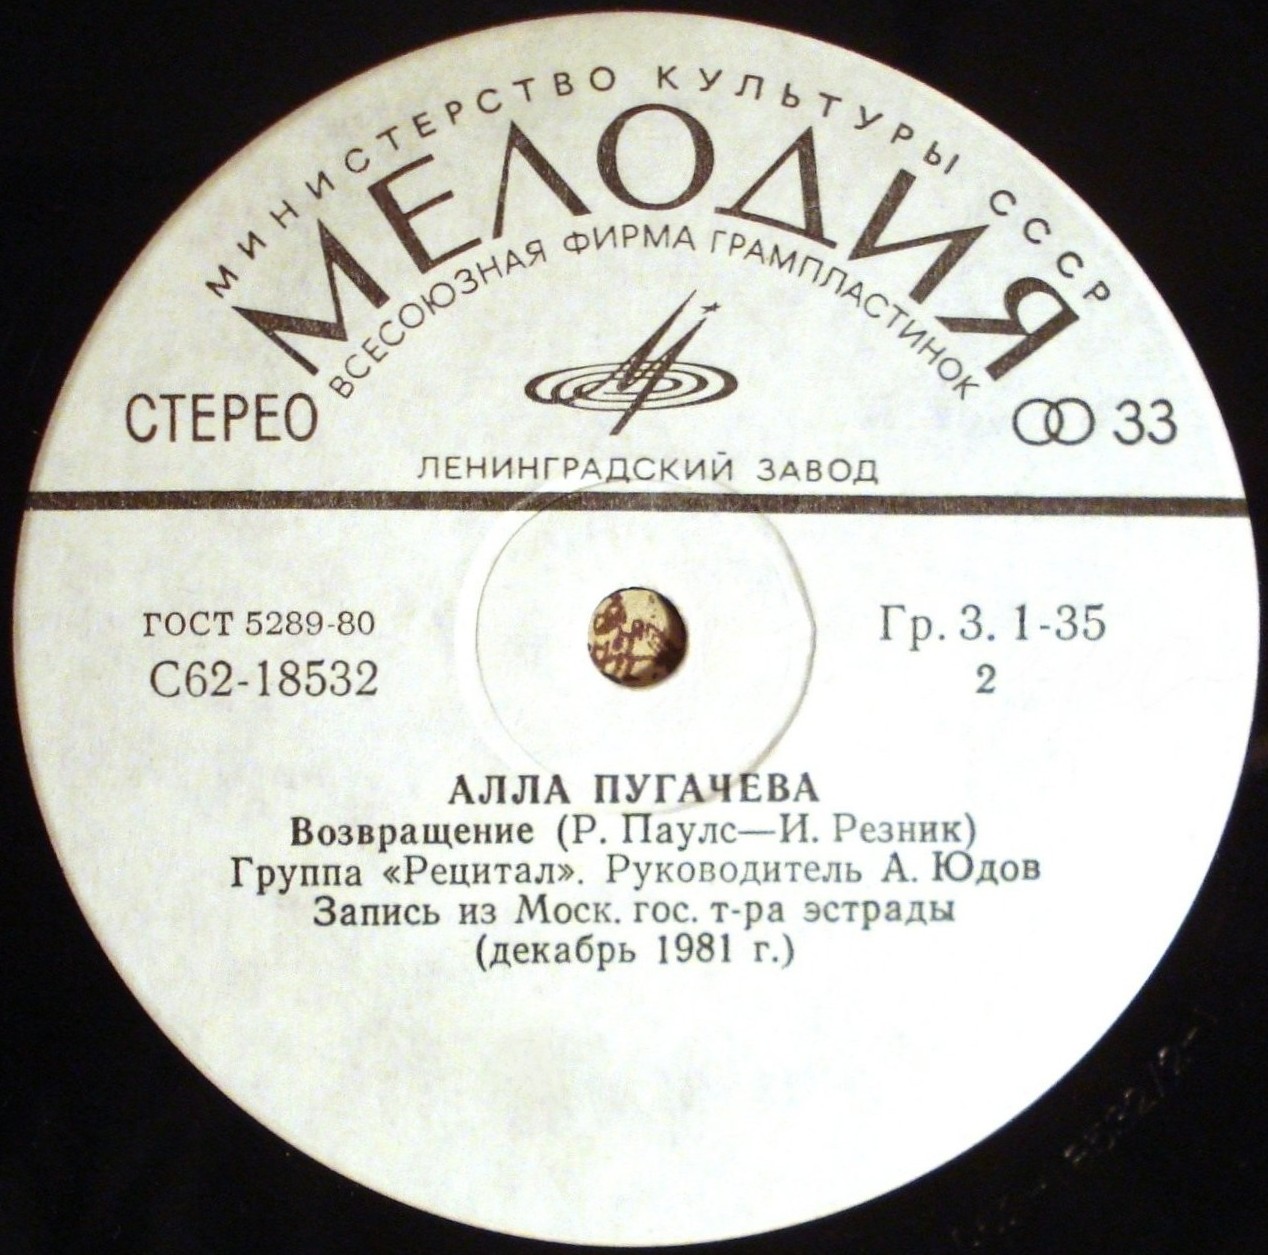 МИНИСТЕРСТВО КУЛЬТУРЫ СССР
МЕЛОДИЯ
ВСЕСОЮЗНАЯ ФИРМА ГРАМПЛАСТИНОК
СТЕРЕО
33
ЛЕНИНГРАДСКИЙ ЗАВОД
ГОСТ 5289-80
Гр. 3. 1-35
С62-18532
2
АЛЛА ПУГАЧЕВА
Возвращение (Р. Паулс—И. Резник)
Группа «Рецитал». Руководитель А. Юдов
Запись из Моск. гос. т-ра эстрады
(декабрь 1981 г.)